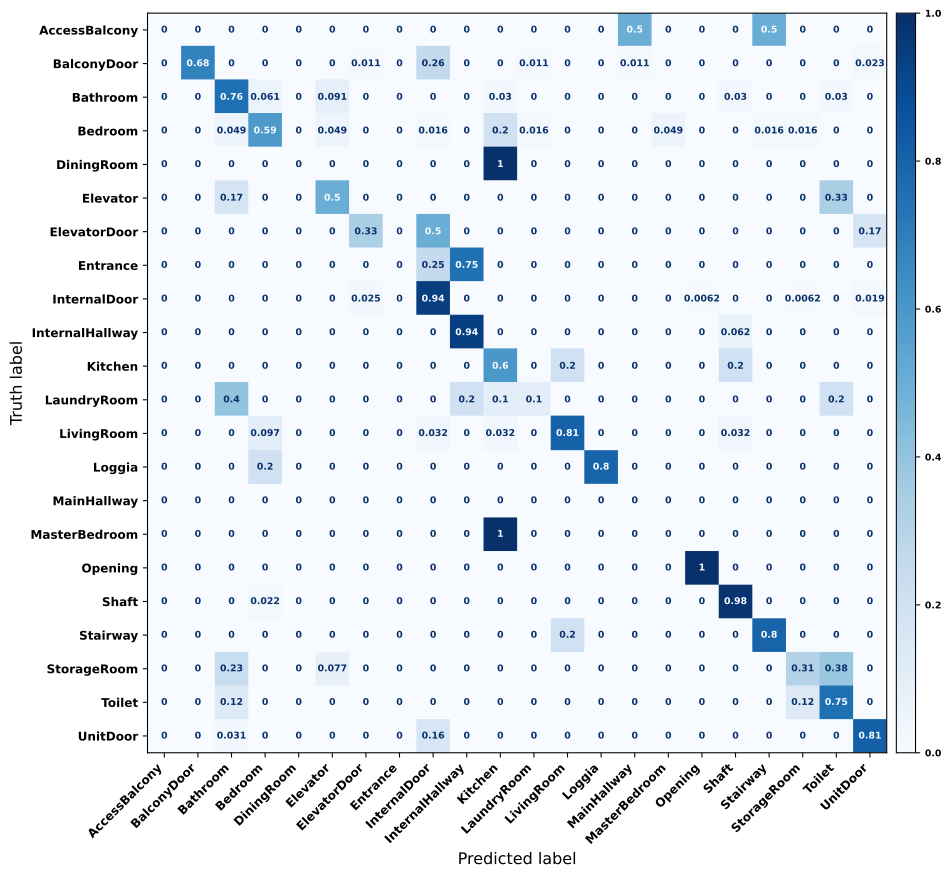 AccessBalcony 0 0 0 0 0 0 0 0 0 0 0 0 0 0 0.5 0 0 0 0.5 0 0 0
BalconyDoor 0 0.68 0 0 0 0 0.011 0 0.26 0 0 0.011 0 0 0.011 0 0 0 0 0 0 0.023
Bathroom 0 0 0.76 0.061 0 0.091 0 0 0 0 0.03 0 0 0 0 0 0 0.03 0 0 0.03 0
Bedroom 0 0 0.049 0.59 0 0.049 0 0 0.016 0 0.2 0.016 0 0 0 0.049 0 0 0.016 0.016 0 0
DiningRoom 0 0 0 0 0 0 0 0 0 0 1 0 0 0 0 0 0 0 0 0 0 0
Elevator 0 0 0.17 0 0 0.5 0 0 0 0 0 0 0 0 0 0 0 0 0 0 0.33 0
ElevatorDoor 0 0 0 0 0 0 0.33 0 0.5 0 0 0 0 0 0 0 0 0 0 0 0 0.17
Entrance 0 0 0 0 0 0 0 0 0.25 0.75 0 0 0 0 0 0 0 0 0 0 0 0
InternalDoor 0 0 0 0 0 0 0.025 0 0.94 0 0 0 0 0 0 0 0.0062 0 0 0.0062 0 0.019
InternalHallway 0 0 0 0 0 0 0 0 0 0.94 0 0 0 0 0 0 0 0.062 0 0 0 0
Kitchen 0 0 0 0 0 0 0 0 0 0 0.6 0 0.2 0 0 0 0 0.2 0 0 0 0
LaundryRoom 0 0 0.4 0 0 0 0 0 0 0.2 0.1 0.1 0 0 0 0 0 0 0 0 0.2 0
LivingRoom 0 0 0 0.097 0 0 0 0 0.032 0 0.032 0 0.81 0 0 0 0 0.032 0 0 0 0
Loggia 0 0 0 0.2 0 0 0 0 0 0 0 0 0 0.8 0 0 0 0 0 0 0 0
MainHallway 0 0 0 0 0 0 0 0 0 0 0 0 0 0 0 0 0 0 0 0 0 0
MasterBedroom 0 0 0 0 0 0 0 0 0 0 1 0 0 0 0 0 0 0 0 0 0 0
Opening 0 0 0 0 0 0 0 0 0 0 0 0 0 0 0 0 1 0 0 0 0 0
Shaft 0 0 0 0.022 0 0 0 0 0 0 0 0 0 0 0 0 0 0.98 0 0 0 0
Stairway 0 0 0 0 0 0 0 0 0 0 0 0 0.2 0 0 0 0 0 0.8 0 0 0
StorageRoom 0 0 0.23 0 0 0.077 0 0 0 0 0 0 0 0 0 0 0 0 0 0.31 0.38 0
Toilet 0 0 0.12 0 0 0 0 0 0 0 0 0 0 0 0 0 0 0 0 0.12 0.75 0
UnitDoor 0 0 0.031 0 0 0 0 0 0.16 0 0 0 0 0 0 0 0 0 0 0 0 0.81
Truth label
AccessBalcony
BalconyDoor
Bathroom
Bedroom
DiningRoom
Elevator
ElevatorDoor
Entrance
InternalDoor
InternalHallway
Kitchen
LaundryRoom
LivingRoom
Loggia
MainHallway
MasterBedroom
Opening
Shaft
Stairway
StorageRoom
Toilet
UnitDoor
Predicted label
1.0
0.8
0.6
0.4
0.2
0.0